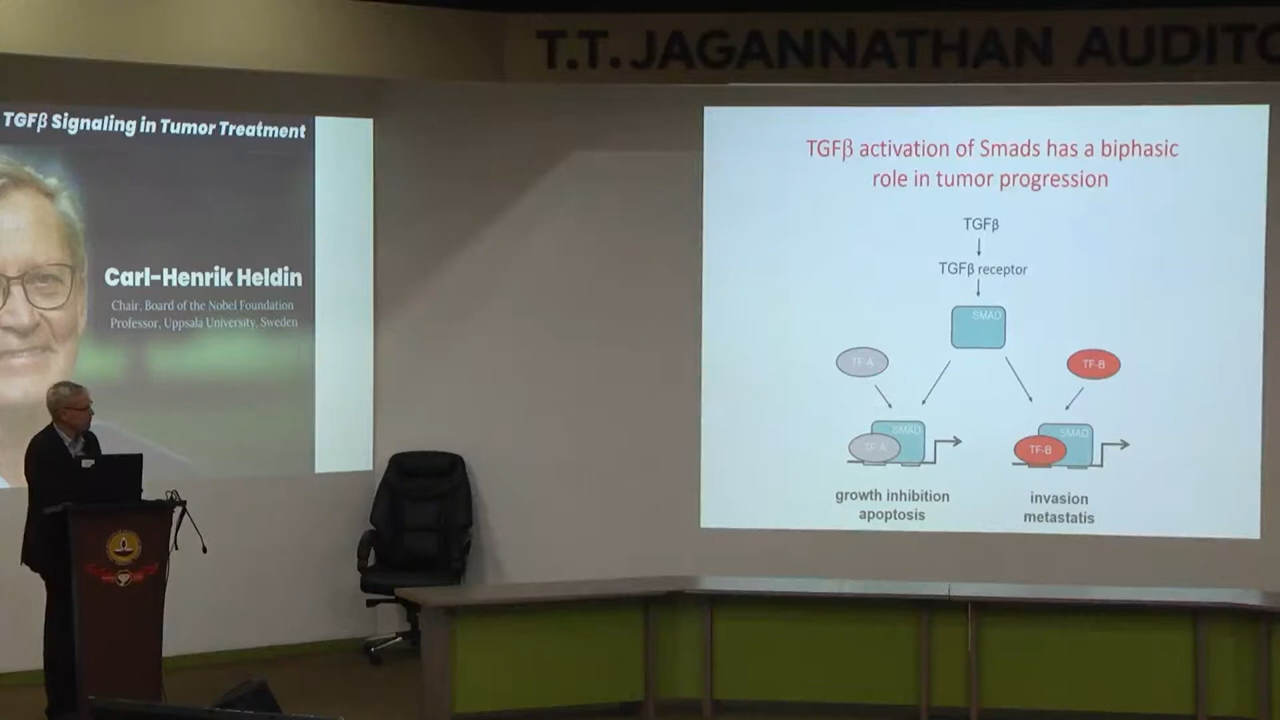 T.T. JAGANNATHAN AUDITO
TGFβ Signaling in Tumor Treatment
Carl-Henrik Heldin
Chair, Board of the Nobel Foundation
Professor, Uppsala University, Sweden
TGFβ activation of Smads has a biphasic
role in tumor progression
TGFβ
TGFβ receptor
SMAD
TF-A
TF-B
SMAD
TF-A
SMAD
TF-B
growth inhibition
apoptosis
invasion
metastatis